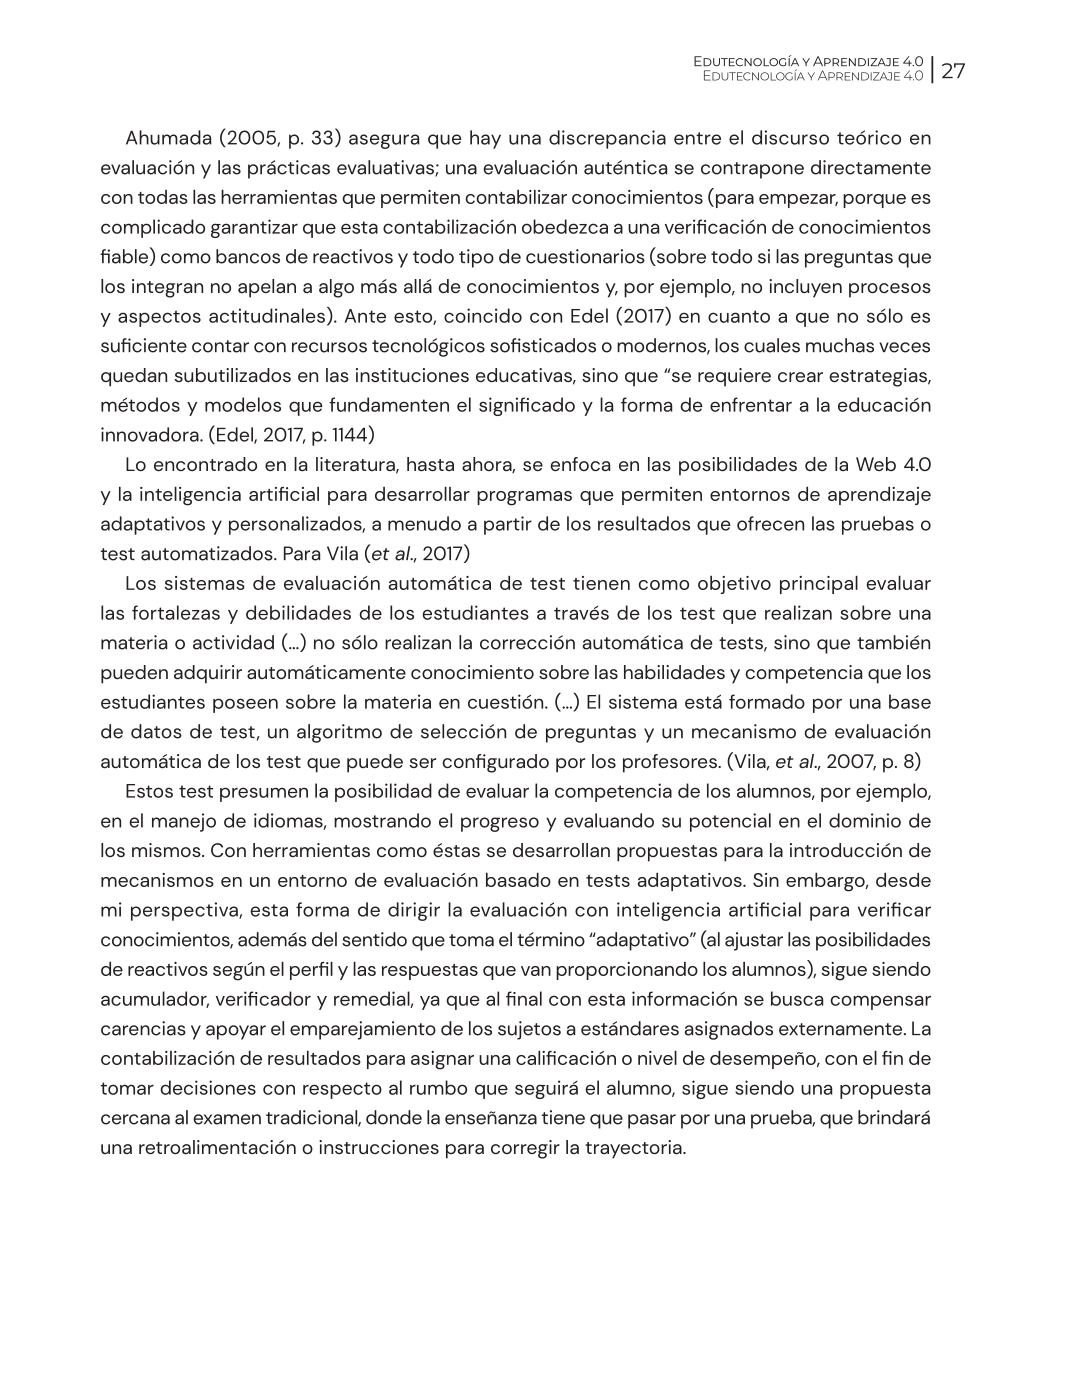 Edutecnología y Aprendizaje 4.0
Edutecnología y Aprendizaje 4.0
27
Ahumada (2005, p. 33) asegura que hay una discrepancia entre el discurso teórico en
evaluación y las prácticas evaluativas; una evaluación auténtica se contrapone directamente
con todas las herramientas que permiten contabilizar conocimientos (para empezar, porque es
complicado garantizar que esta contabilización obedezca a una verificación de conocimientos
fiable) como bancos de reactivos y todo tipo de cuestionarios (sobre todo si las preguntas que
los integran no apelan a algo más allá de conocimientos y, por ejemplo, no incluyen procesos
y aspectos actitudinales). Ante esto, coincido con Edel (2017) en cuanto a que no sólo es
suficiente contar con recursos tecnológicos sofisticados o modernos, los cuales muchas veces
quedan subutilizados en las instituciones educativas, sino que “se requiere crear estrategias,
métodos y modelos que fundamenten el significado y la forma de enfrentar a la educación
innovadora. (Edel, 2017, p. 1144)
Lo encontrado en la literatura, hasta ahora, se enfoca en las posibilidades de la Web 4.0
y la inteligencia artificial para desarrollar programas que permiten entornos de aprendizaje
adaptativos y personalizados, a menudo a partir de los resultados que ofrecen las pruebas o
test automatizados. Para Vila (et al., 2017)
Los sistemas de evaluación automática de test tienen como objetivo principal evaluar
las fortalezas y debilidades de los estudiantes a través de los test que realizan sobre una
materia o actividad (…) no sólo realizan la corrección automática de tests, sino que también
pueden adquirir automáticamente conocimiento sobre las habilidades y competencia que los
estudiantes poseen sobre la materia en cuestión. (…) El sistema está formado por una base
de datos de test, un algoritmo de selección de preguntas y un mecanismo de evaluación
automática de los test que puede ser configurado por los profesores. (Vila, et al., 2007, p. 8)
Estos test presumen la posibilidad de evaluar la competencia de los alumnos, por ejemplo,
en el manejo de idiomas, mostrando el progreso y evaluando su potencial en el dominio de
los mismos. Con herramientas como éstas se desarrollan propuestas para la introducción de
mecanismos en un entorno de evaluación basado en tests adaptativos. Sin embargo, desde
mi perspectiva, esta forma de dirigir la evaluación con inteligencia artificial para verificar
conocimientos, además del sentido que toma el término “adaptativo” (al ajustar las posibilidades
de reactivos según el perfil y las respuestas que van proporcionando los alumnos), sigue siendo
acumulador, verificador y remedial, ya que al final con esta información se busca compensar
carencias y apoyar el emparejamiento de los sujetos a estándares asignados externamente. La
contabilización de resultados para asignar una calificación o nivel de desempeño, con el fin de
tomar decisiones con respecto al rumbo que seguirá el alumno, sigue siendo una propuesta
cercana al examen tradicional, donde la enseñanza tiene que pasar por una prueba, que brindará
una retroalimentación o instrucciones para corregir la trayectoria.